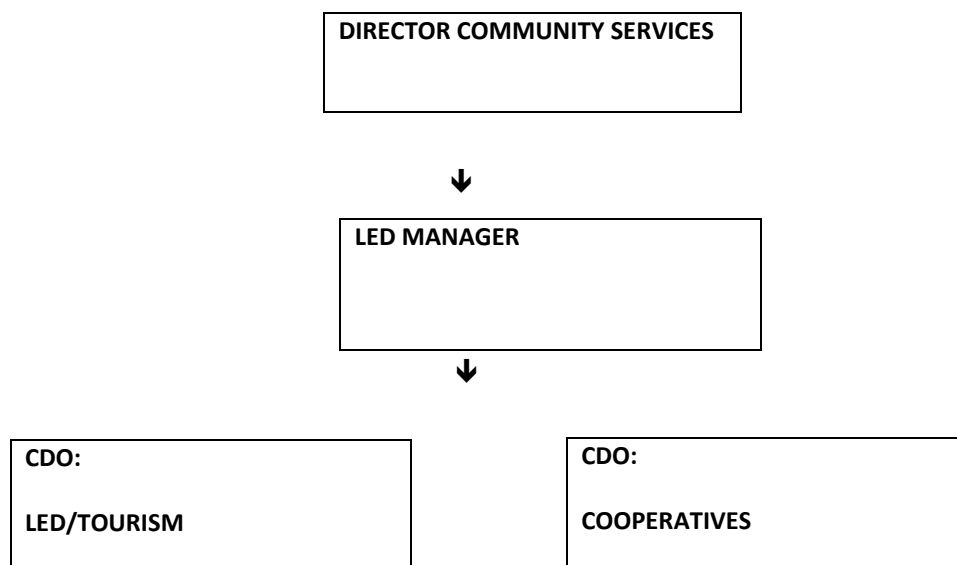 DIRECTOR COMMUNITY SERVICES
LED MANAGER
CDO:
LED/TOURISM
CDO:
COOPERATIVES